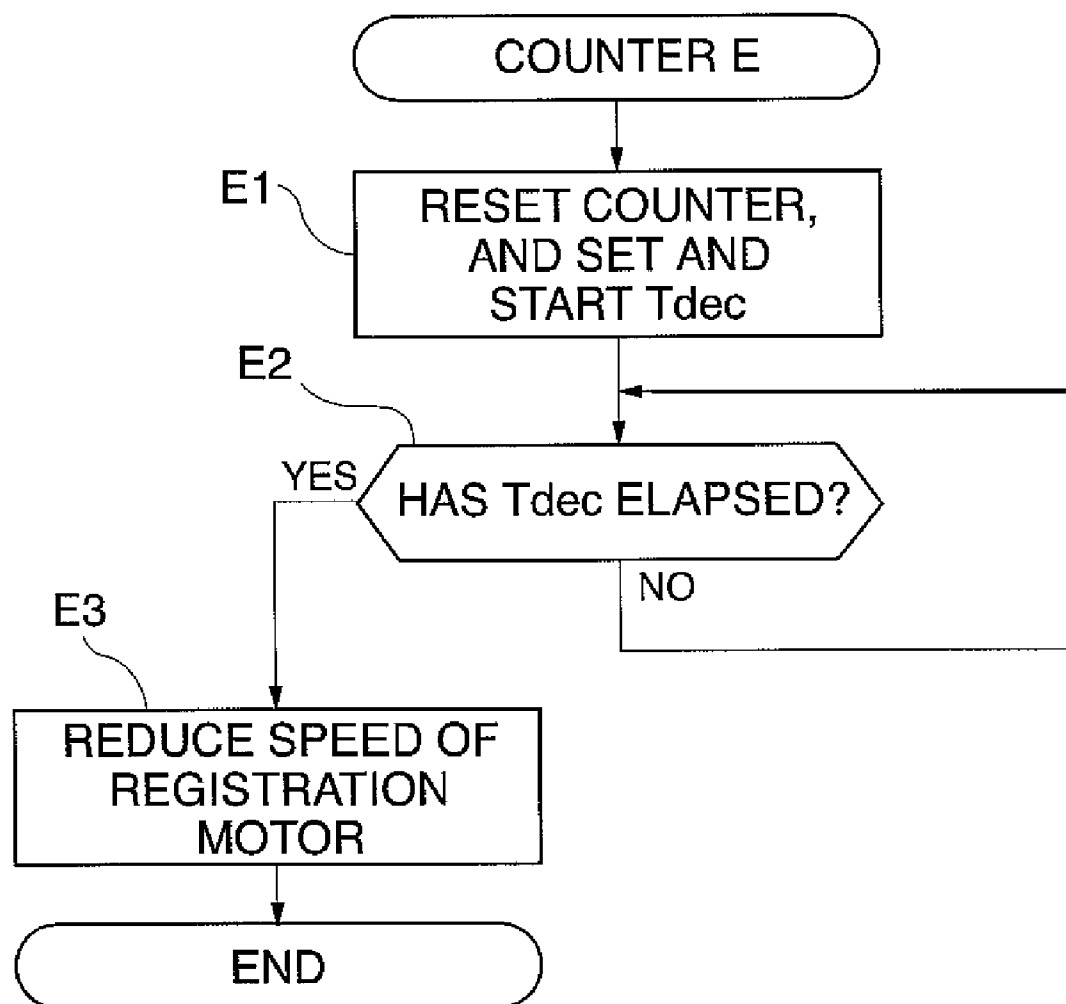 COUNTER E
E1
RESET COUNTER,
AND SET AND
START Tdec
E2
YES
HAS Tdec ELAPSED?
NO
E3
REDUCE SPEED OF
REGISTRATION
MOTOR
END